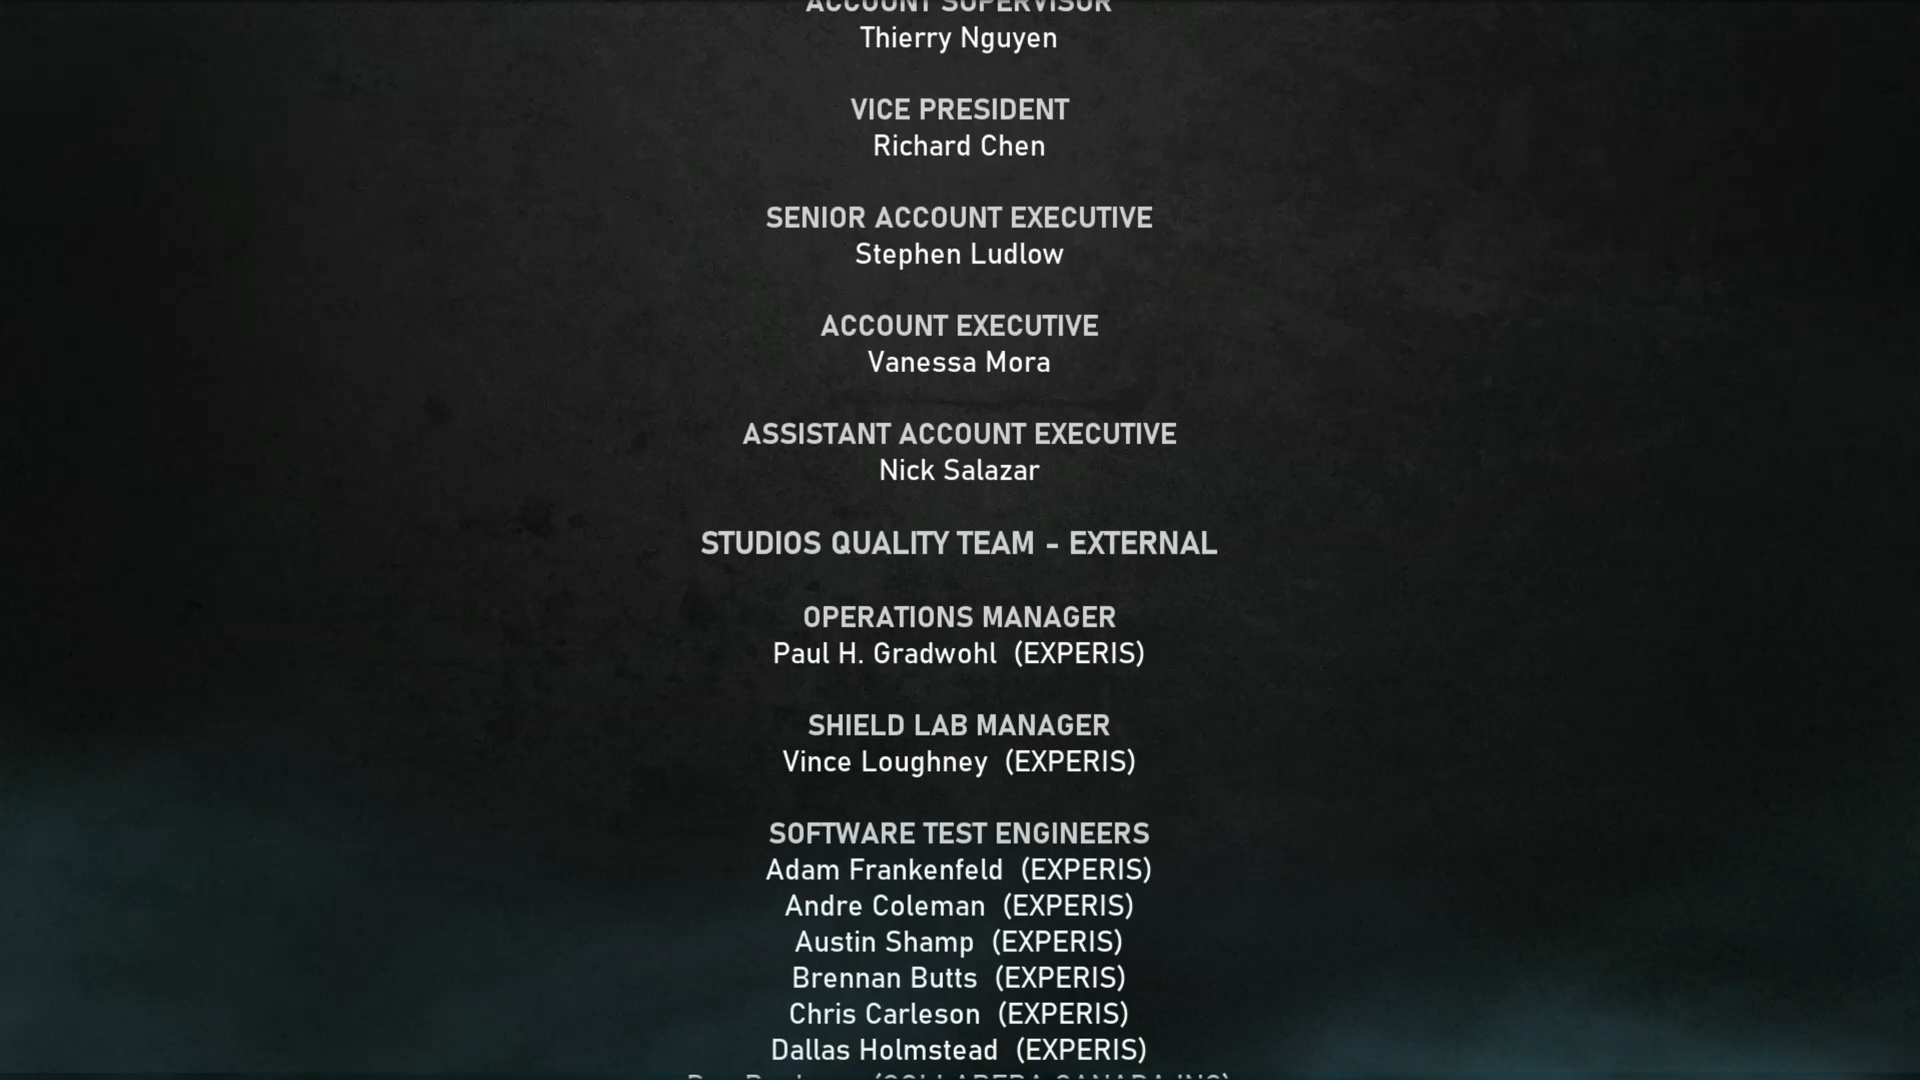 ACCOUNT SUPERVISOR
Thierry Nguyen
VICE PRESIDENT
Richard Chen
SENIOR ACCOUNT EXECUTIVE
Stephen Ludlow
ACCOUNT EXECUTIVE
Vanessa Mora
ASSISTANT ACCOUNT EXECUTIVE
Nick Salazar
STUDIOS QUALITY TEAM - EXTERNAL
OPERATIONS MANAGER
Paul H. Gradwohl (EXPERIS)
SHIELD LAB MANAGER
Vince Loughney (EXPERIS)
SOFTWARE TEST ENGINEERS
Adam Frankenfeld (EXPERIS)
Andre Coleman (EXPERIS)
Austin Shamp (EXPERIS)
Brennan Butts (EXPERIS)
Chris Carleson (EXPERIS)
Dallas Holmstead (EXPERIS)